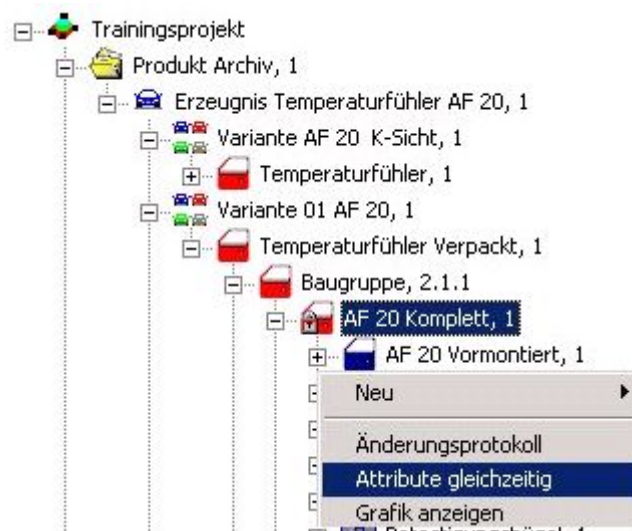 Trainingsprojekt
Produkt Archiv, 1
Erzeugnis Temperaturfühler AF 20, 1
Variante AF 20 K-Sicht, 1
Temperaturfühler, 1
Variante 01 AF 20, 1
Temperaturfühler Verpackt, 1
Baugruppe, 2.1.1
AF 20 Komplett, 1
AF 20 Vormontiert, 1
Neu
Änderungsprotokoll
Attribute gleichzeitig
Grafik anzeigen